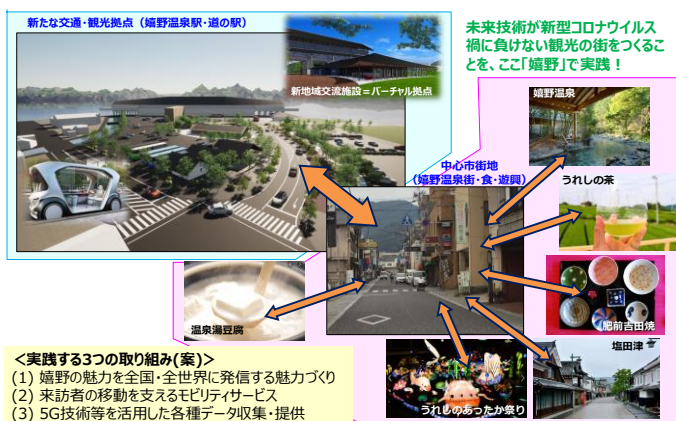 新たな交通・観光拠点（嬉野温泉駅・道の駅）
新地域交流施設＝バーチャル拠点
未来技術が新型コロナウイルス
禍に負けない観光の街をつくるこ
とを、ここ「嬉野」で実践！
嬉野温泉
中心市街地
（嬉野温泉街・食・遊興）
うれしの茶
肥前吉田焼
温泉湯豆腐
塩田津
うれしのあったか祭り
＜実践する3つの取り組み(案)＞
(1) 嬉野の魅力を全国・全世界に発信する魅力づくり
(2) 来訪者の移動を支えるモビリティサービス
(3) 5G技術等を活用した各種データ収集・提供